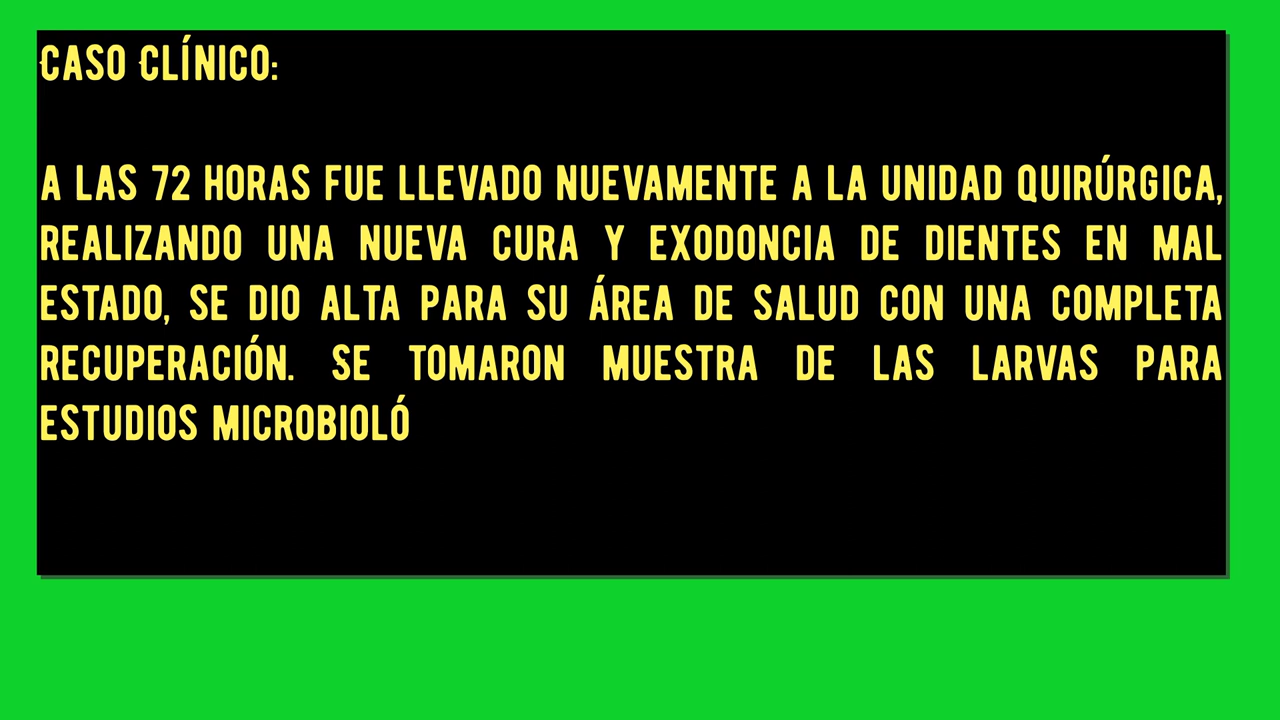 Caso Clínico:
A LAS 72 HORAS FUE LLEVADO NUEVAMENTE A LA UNIDAD QUIRÚRGICA,
REALIZANDO UNA NUEVA CURA Y EXODONCIA DE DIENTES EN MAL
ESTADO, SE DIO ALTA PARA SU ÁREA DE SALUD CON UNA COMPLETA
RECUPERACIÓN. SE TOMARON MUESTRA DE LAS LARVAS PARA
ESTUDIOS MICROBIOLÓ